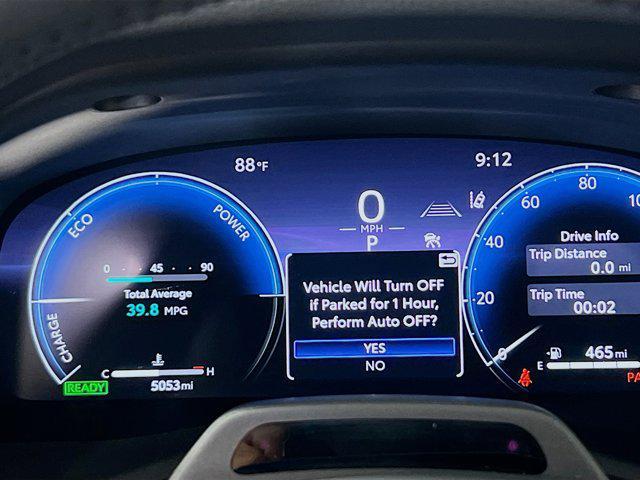 88°F
9:12
ECO
POWER
CHARGE
0 45 90
Total Average
39.8 MPG
C H
READY
5053mi
0
MPH
P
Vehicle Will Turn OFF
if Parked for 1 Hour,
Perform Auto OFF?
YES
NO
0
20
40
60
80
Drive Info
Trip Distance
0.0 mi
Trip Time
00:02
465mi
E